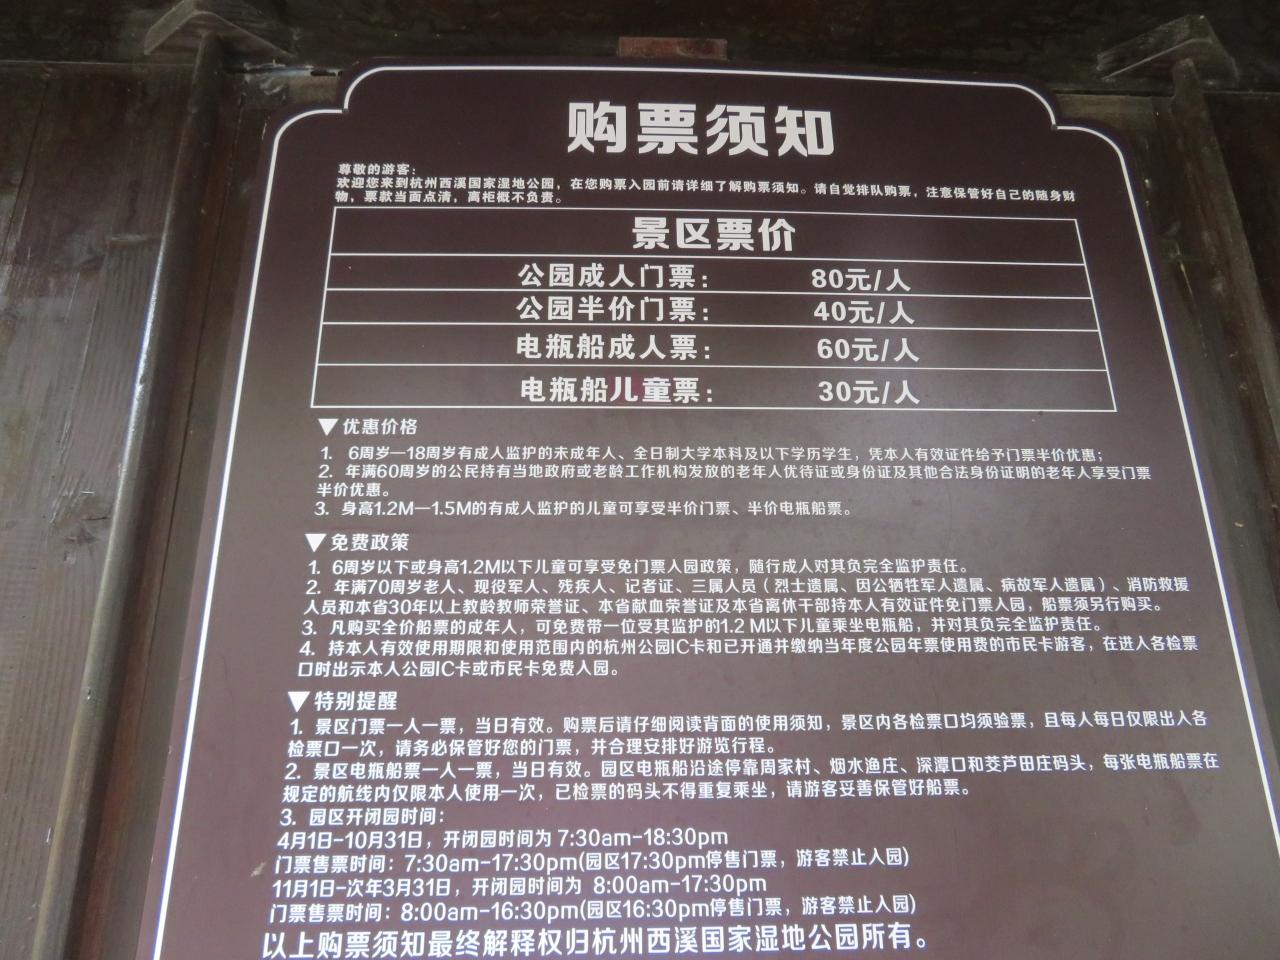 购票须知
尊敬的游客：
欢迎您来到杭州西溪国家湿地公园，在您购票入园前请详细了解购票须知。请自觉排队购票，注意保管好自己的随身财
物，票款当面点清，离柜概不负责。
景区票价
公园成人门票： 80元/人
公园半价门票： 40元/人
电瓶船成人票： 60元/人
电瓶船儿童票： 30元/人
▼优惠价格
1. 6周岁—18周岁有成人监护的未成年人、全日制大学本科及以下学历学生，凭本人有效证件给予门票半价优惠；
2. 年满60周岁的公民持有当地政府或老龄工作机构发放的老年人优待证或身份证及其他合法身份证明的老年人享受门票
半价优惠。
3. 身高1.2M—1.5M的有成人监护的儿童可享受半价门票、半价电瓶船票。
▼免费政策
1. 6周岁以下或身高1.2M以下儿童可享受免门票入园政策，随行成人对其负完全监护责任。
2. 年满70周岁老人、现役军人、残疾人、记者证、三属人员（烈士遗属、因公牺牲军人遗属、病故军人遗属）、消防救援
人员和本省30年以上教龄教师荣誉证、本省献血荣誉证及本省离休干部持本人有效证件免门票入园，船票须另行购买。
3. 凡购买全价船票的成年人，可免费带一位受其监护的1.2 M以下儿童乘坐电瓶船，并对其负完全监护责任。
4. 持本人有效使用期限和使用范围内的杭州公园IC卡和已开通并缴纳当年度公园年票使用费的市民卡游客，在进入各检票
口时出示本人公园IC卡或市民卡免费入园。
▼特别提醒
1. 景区门票一人一票，当日有效。购票后请仔细阅读背面的使用须知，景区内各检票口均须验票，且每人每日仅限出入各
检票口一次，请务必保管好您的门票，并合理安排好游览行程。
2. 景区电瓶船票一人一票，当日有效。园区电瓶船沿途停靠周家村、烟水渔庄、深潭口和茭芦田庄码头，每张电瓶船票在
规定的航线内仅限本人使用一次，已检票的码头不得重复乘坐，请游客妥善保管好船票。
3. 园区开闭园时间：
4月1日-10月31日，开闭园时间为 7:30am-18:30pm
门票售票时间：7:30am-17:30pm(园区17:30pm停售门票，游客禁止入园)
11月1日-次年3月31日，开闭园时间为 8:00am-17:30pm
门票售票时间：8:00am-16:30pm(园区16:30pm停售门票，游客禁止入园)
以上购票须知最终解释权归杭州西溪国家湿地公园所有。